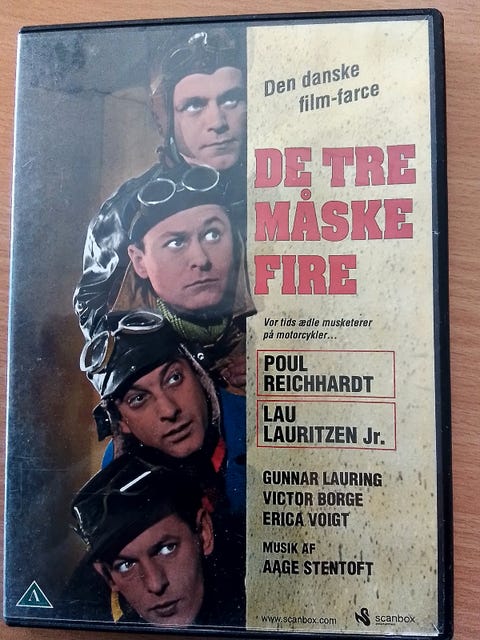 Den danske
film-farce
DE TRE
MÅSKE
FIRE
Vor tids ædle musketerer
på motorcykler...
POUL
REICHHARDT
LAU
LAURITZEN Jr.
GUNNAR LAURING
VICTOR BORGE
ERICA VOIGT
MUSIK AF
AAGE STENTOFT
A
www.scanbox.com
scanbox